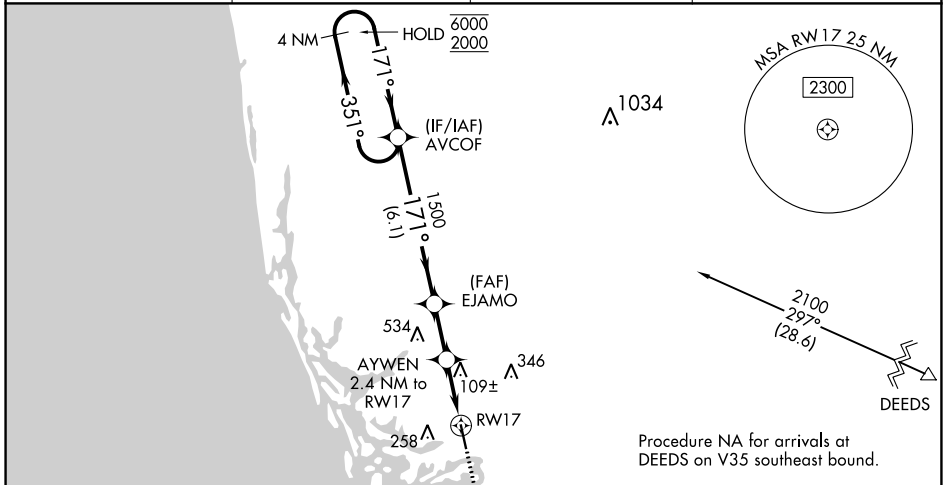 4 NM
HOLD
6000
2000
171°
351°
(IF/IAF)
AVCOF
1034
MSA RW 17 25 NM
2300
1500
171°
(6.1)
(FAF)
EJAMO
534
AYWEN
2.4 NM to
RW17
346
109±
RW17
258
2100
297°
(28.6)
DEEDS
Procedure NA for arrivals at
DEEDS on V35 southeast bound.